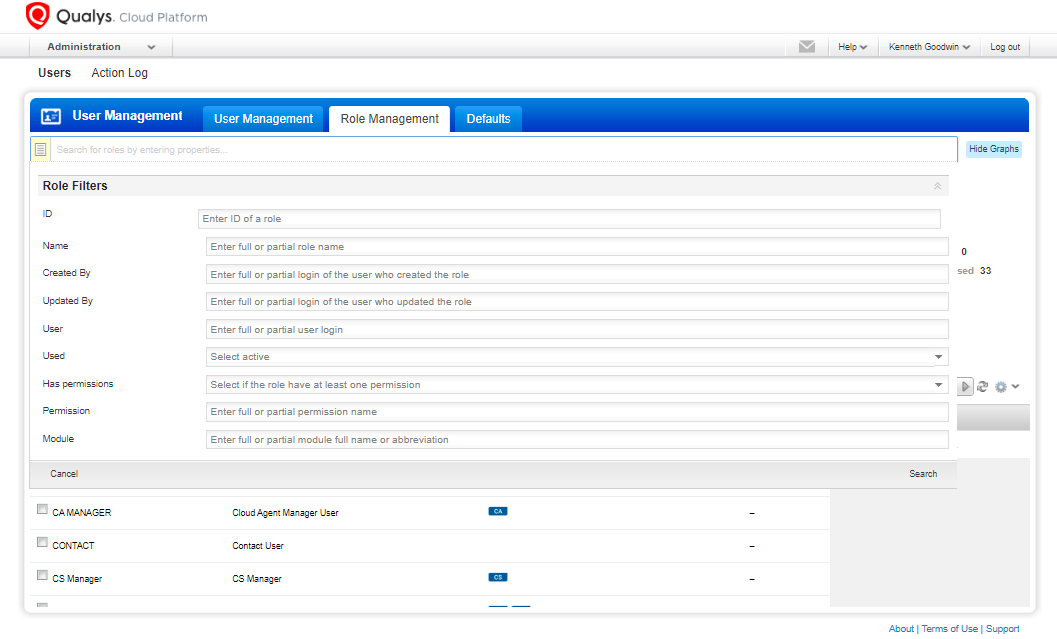 Qualys. Cloud Platform
Administration
Help
Kenneth Goodwin
Log out
Users
Action Log
User Management
User Management
Role Management
Defaults
Search for roles by entering properties...
Hide Graphs
Role Filters
ID
Enter ID of a role
Name
Enter full or partial role name
0
Created By
Enter full or partial login of the user who created the role
sed 33
Updated By
Enter full or partial login of the user who updated the role
User
Enter full or partial user login
Used
Select active
Has permissions
Select if the role have at least one permission
Permission
Enter full or partial permission name
Module
Enter full or partial module full name or abbreviation
Cancel
Search
CA MANAGER
Cloud Agent Manager User
CA
–
CONTACT
Contact User
–
CS Manager
CS Manager
CS
–
About | Terms of Use | Support